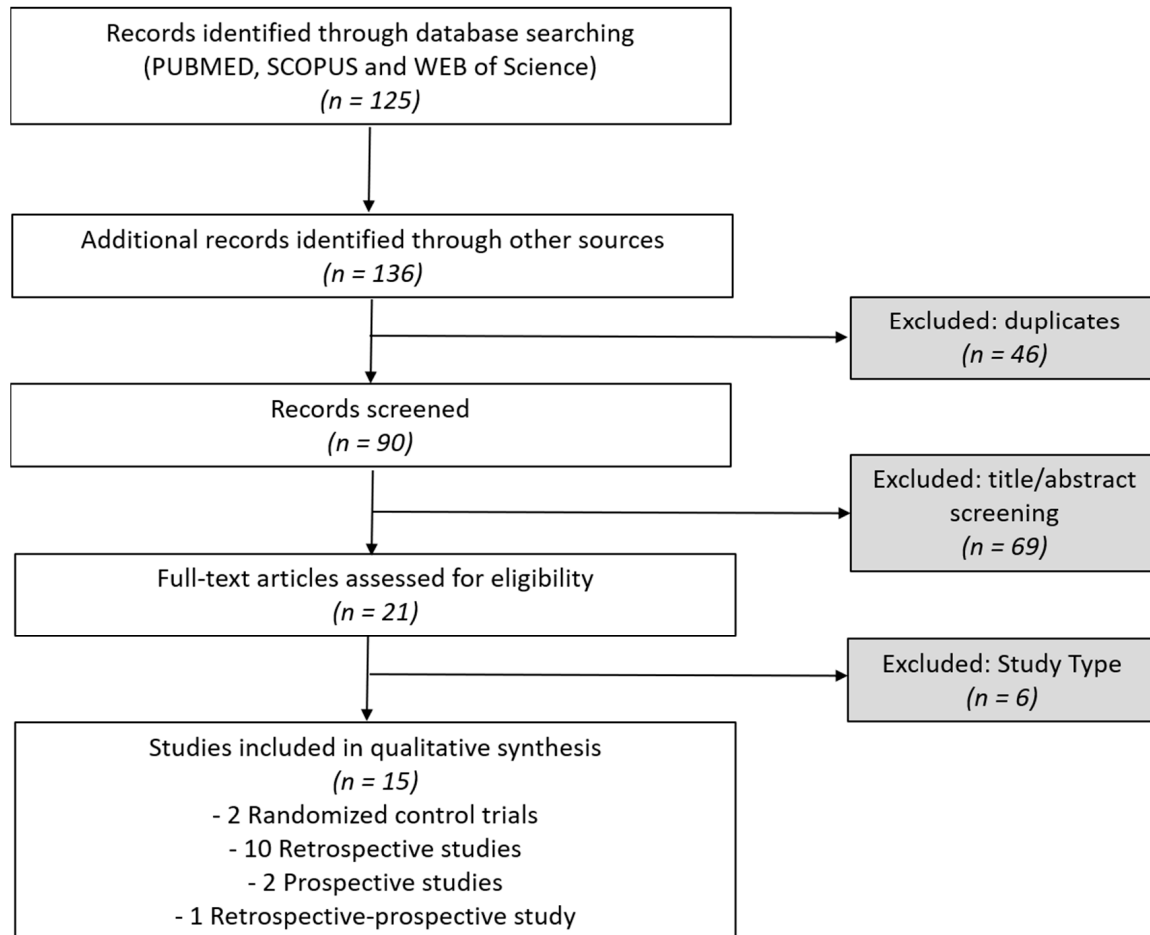 Records identified through database searching
(PUBMED, SCOPUS and WEB of Science)
(n = 125)
Additional records identified through other sources
(n = 136)
Excluded: duplicates
(n = 46)
Records screened
(n = 90)
Excluded: title/abstract
screening
(n = 69)
Full-text articles assessed for eligibility
(n = 21)
Excluded: Study Type
(n = 6)
Studies included in qualitative synthesis
(n = 15)
- 2 Randomized control trials
- 10 Retrospective studies
- 2 Prospective studies
- 1 Retrospective-prospective study